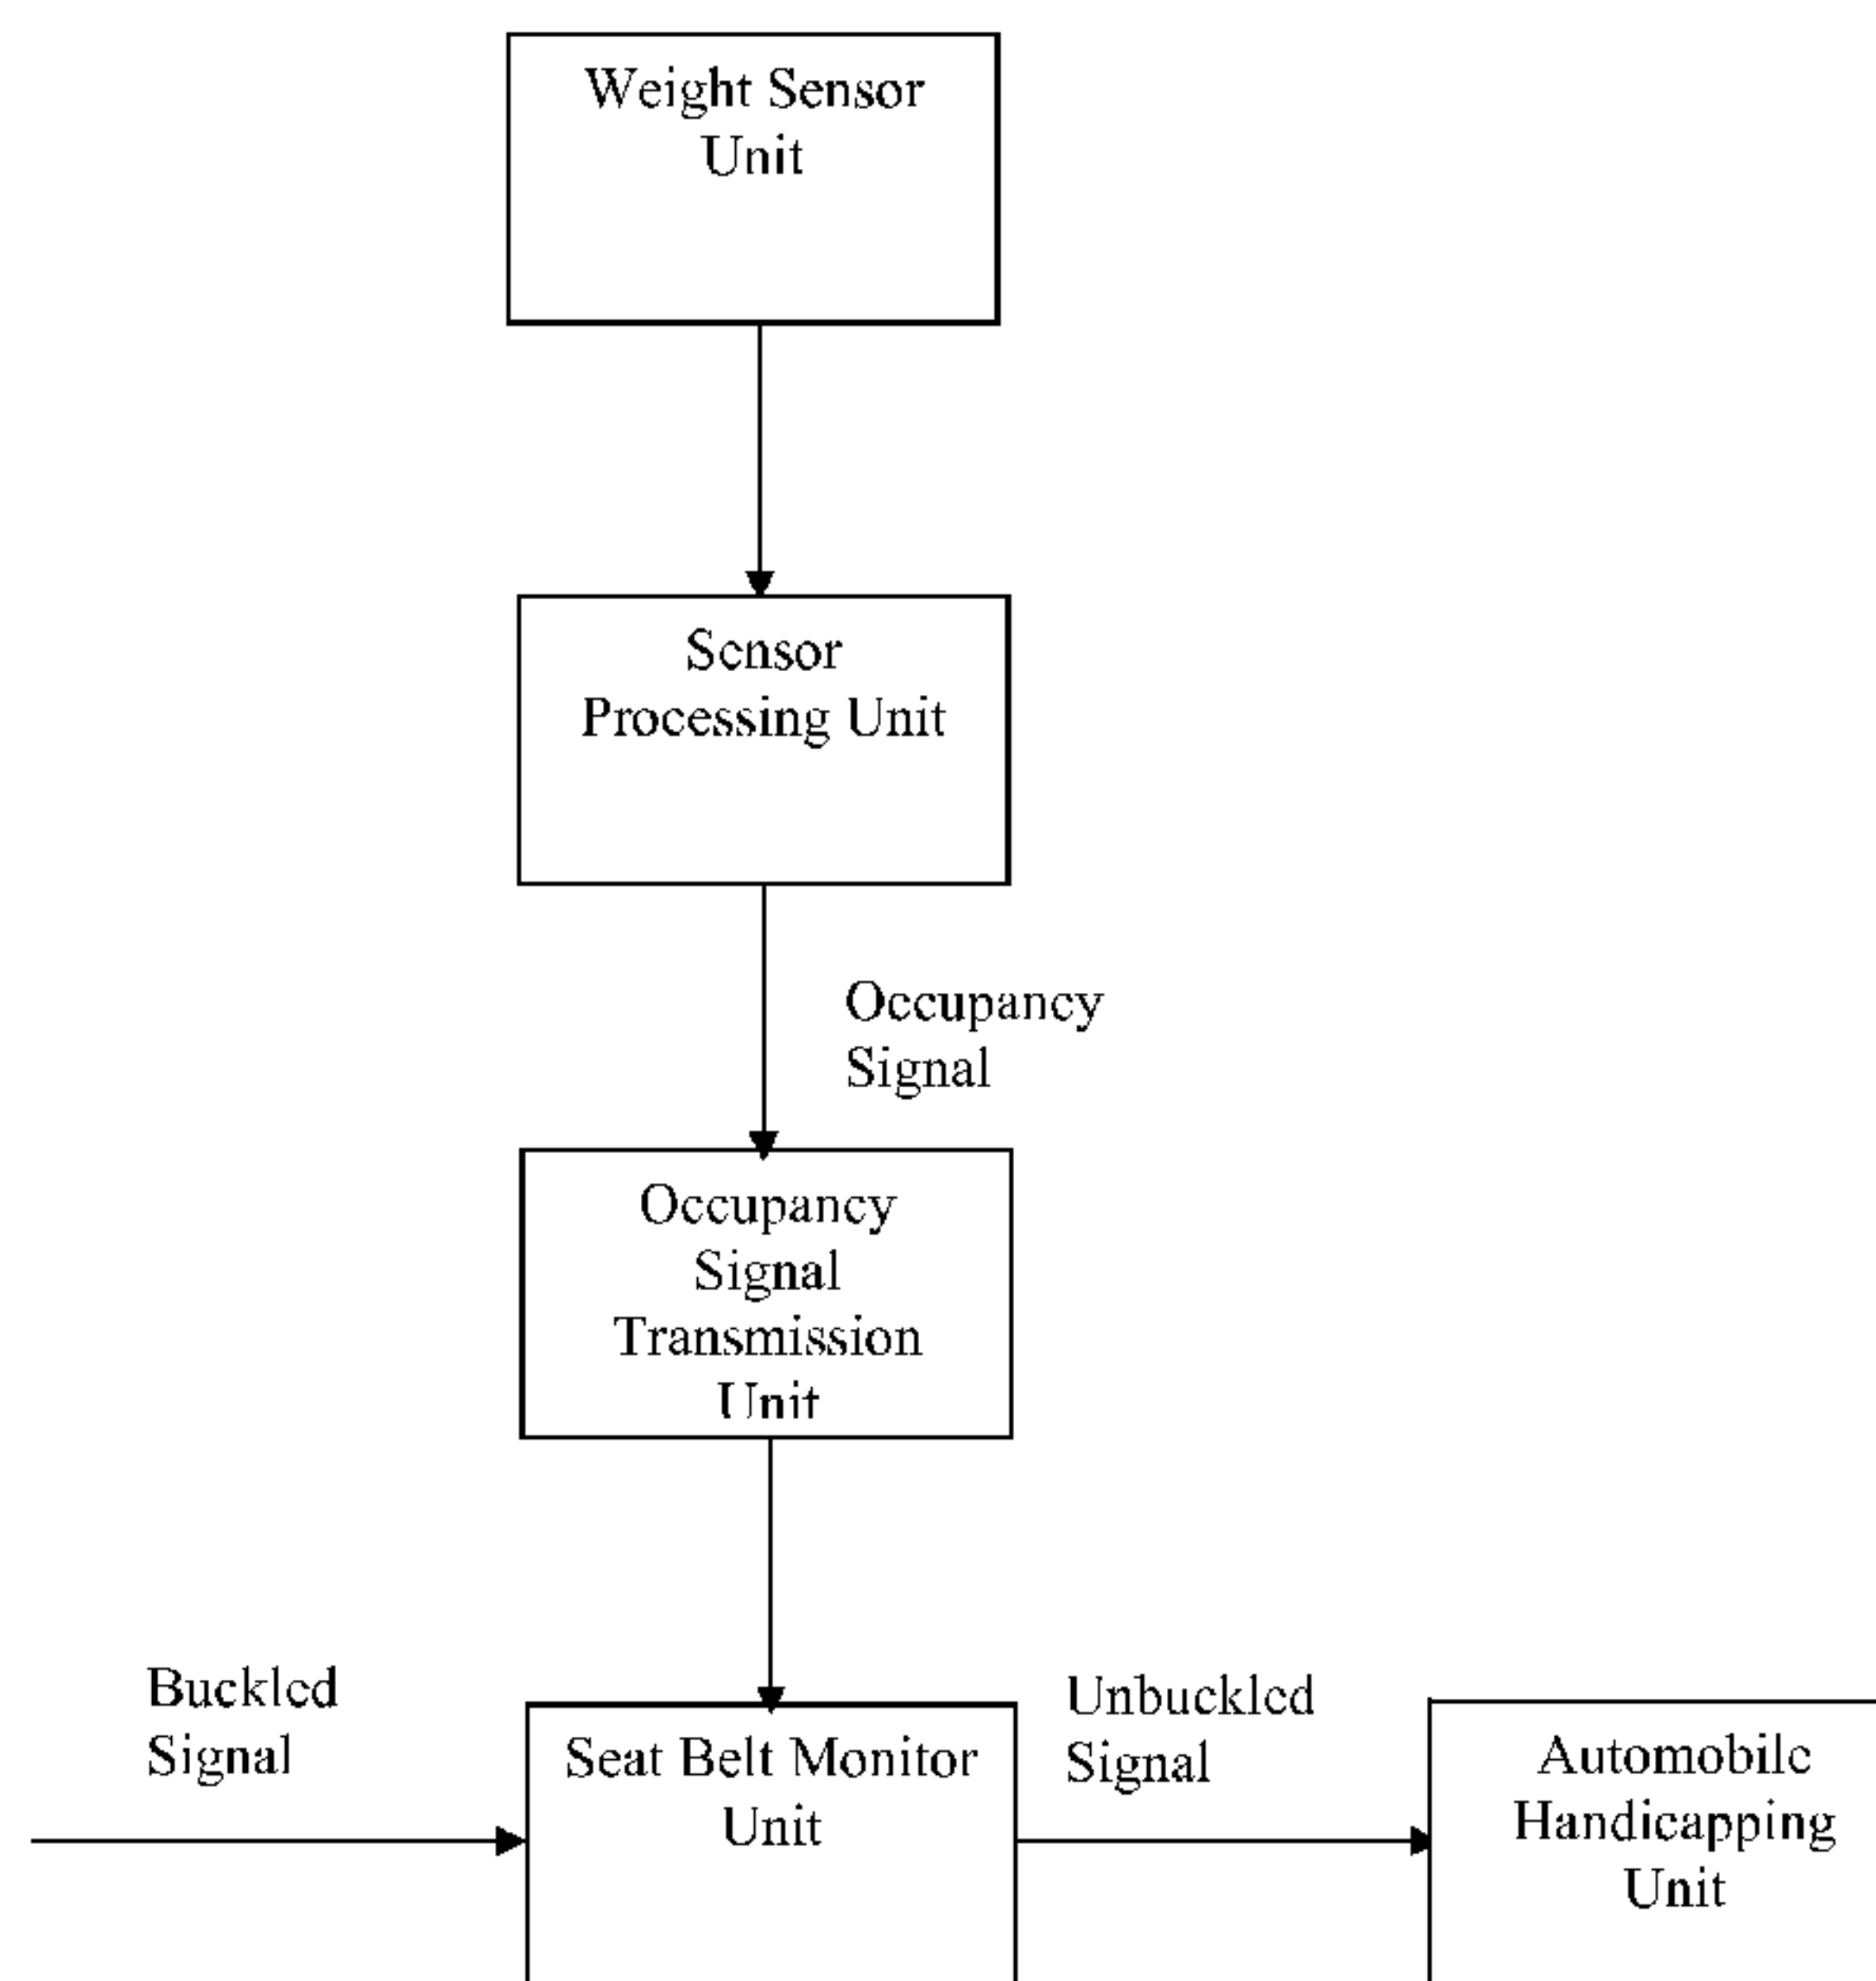 Weight Sensor
Unit
Sensor
Processing Unit
Occupancy
Signal
Occupancy
Signal
Transmission
Unit
Buckled
Signal
Seat Belt Monitor
Unit
Unbuckled
Signal
Automobile
Handicapping
Unit